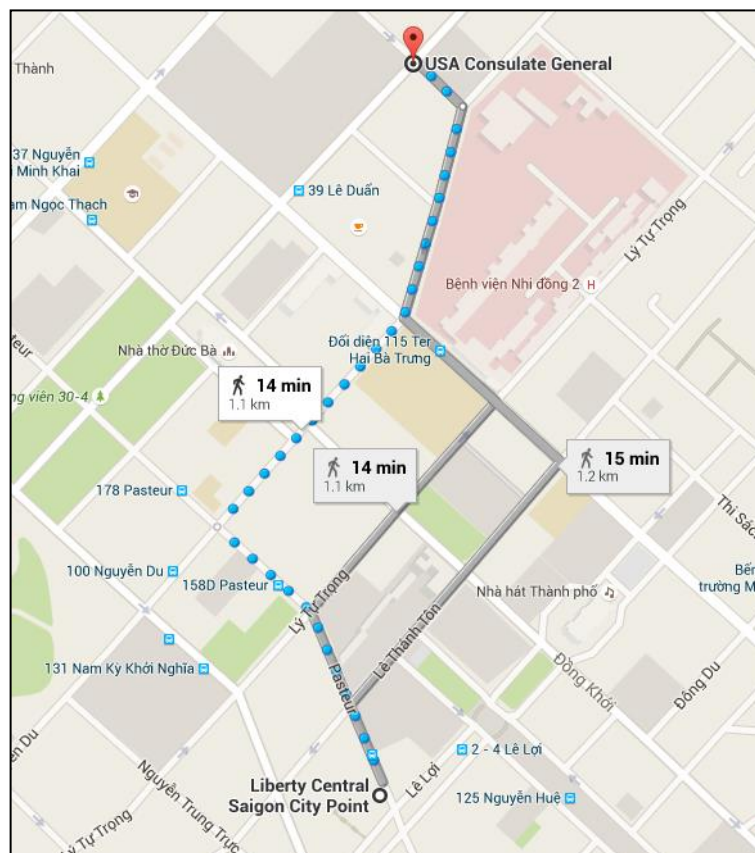 USA Consulate General
Thành
37 Nguyễn
i Minh Khai
am Ngọc Thạch
39 Lê Duẩn
Lý Tự Trọng
Bệnh viện Nhi đồng 2
H
Đối diện 115 Ter
Hai Bà Trưng
Nhà thờ Đức Bà
teur
ng viên 30-4
14 min
1.1 km
14 min
1.1 km
15 min
1.2 km
178 Pasteur
Thi Sác
100 Nguyễn Du
158D Pasteur
Lý Tự Trọng
Nhà hát Thành phố
Bến
trường M
Lê Thánh Tôn
131 Nam Kỳ Khởi Nghĩa
Pasteur
Đồng Khởi
Đông Du
n Du
2 - 4 Lê Lợi
Lê Lợi
Liberty Central
Saigon City Point
125 Nguyễn Huệ
Nguyễn Trung Trực
Lý Tự Trọng